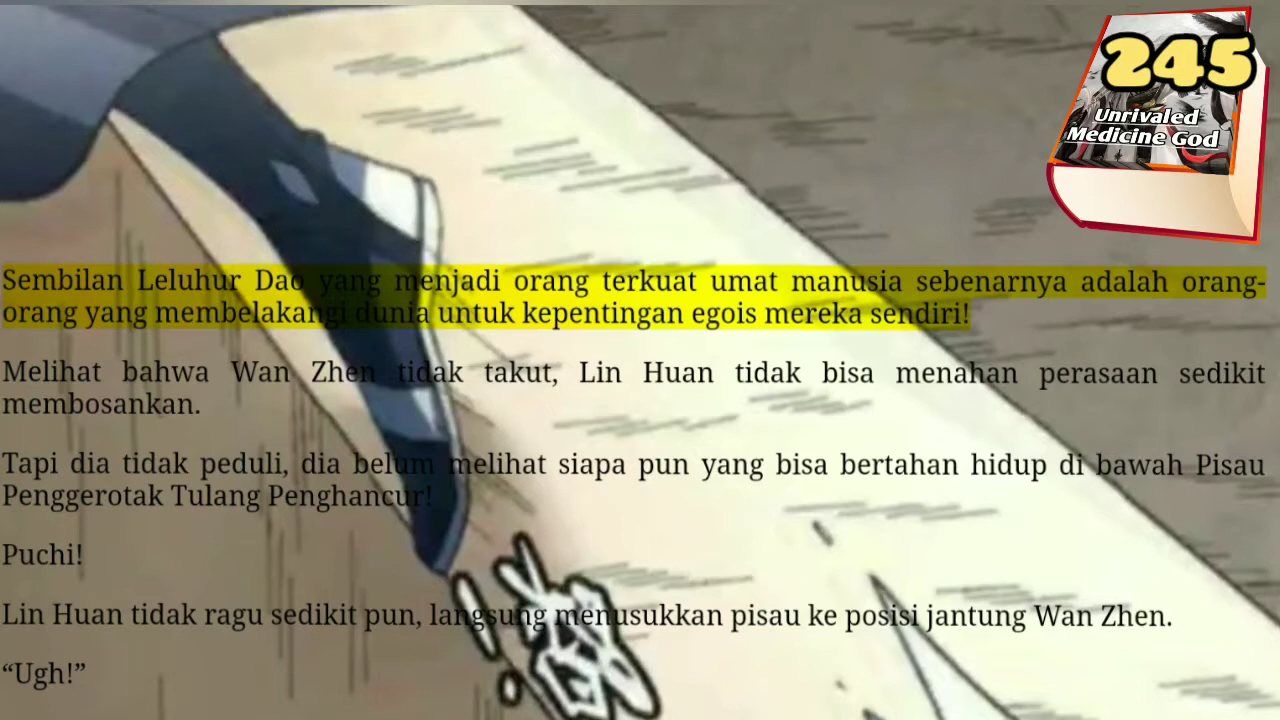 245
Unrivaled
Medicine God
Sembilan Leluhur Dao yang menjadi orang terkuat umat manusia sebenarnya adalah orang-
orang yang membelakangi dunia untuk kepentingan egois mereka sendiri!
Melihat bahwa Wan Zhen tidak takut, Lin Huan tidak bisa menahan perasaan sedikit
membosankan.
Tapi dia tidak peduli, dia belum melihat siapa pun yang bisa bertahan hidup di bawah Pisau
Penggerotak Tulang Penghancur!
Puchi!
Lin Huan tidak ragu sedikit pun, langsung menusukkan pisau ke posisi jantung Wan Zhen.
“Ugh!”